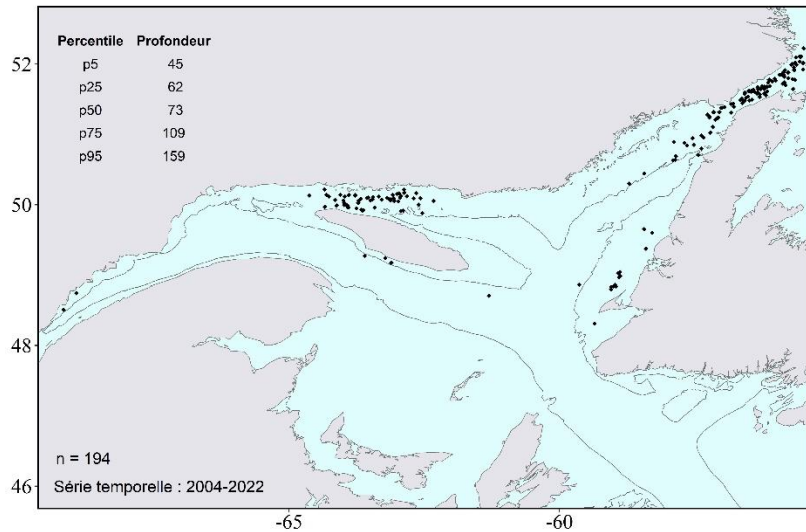 Percentile Profondeur
p5 45
p25 62
p50 73
p75 109
p95 159
52
50
48
46
n = 194
Série temporelle : 2004-2022
-65 -60